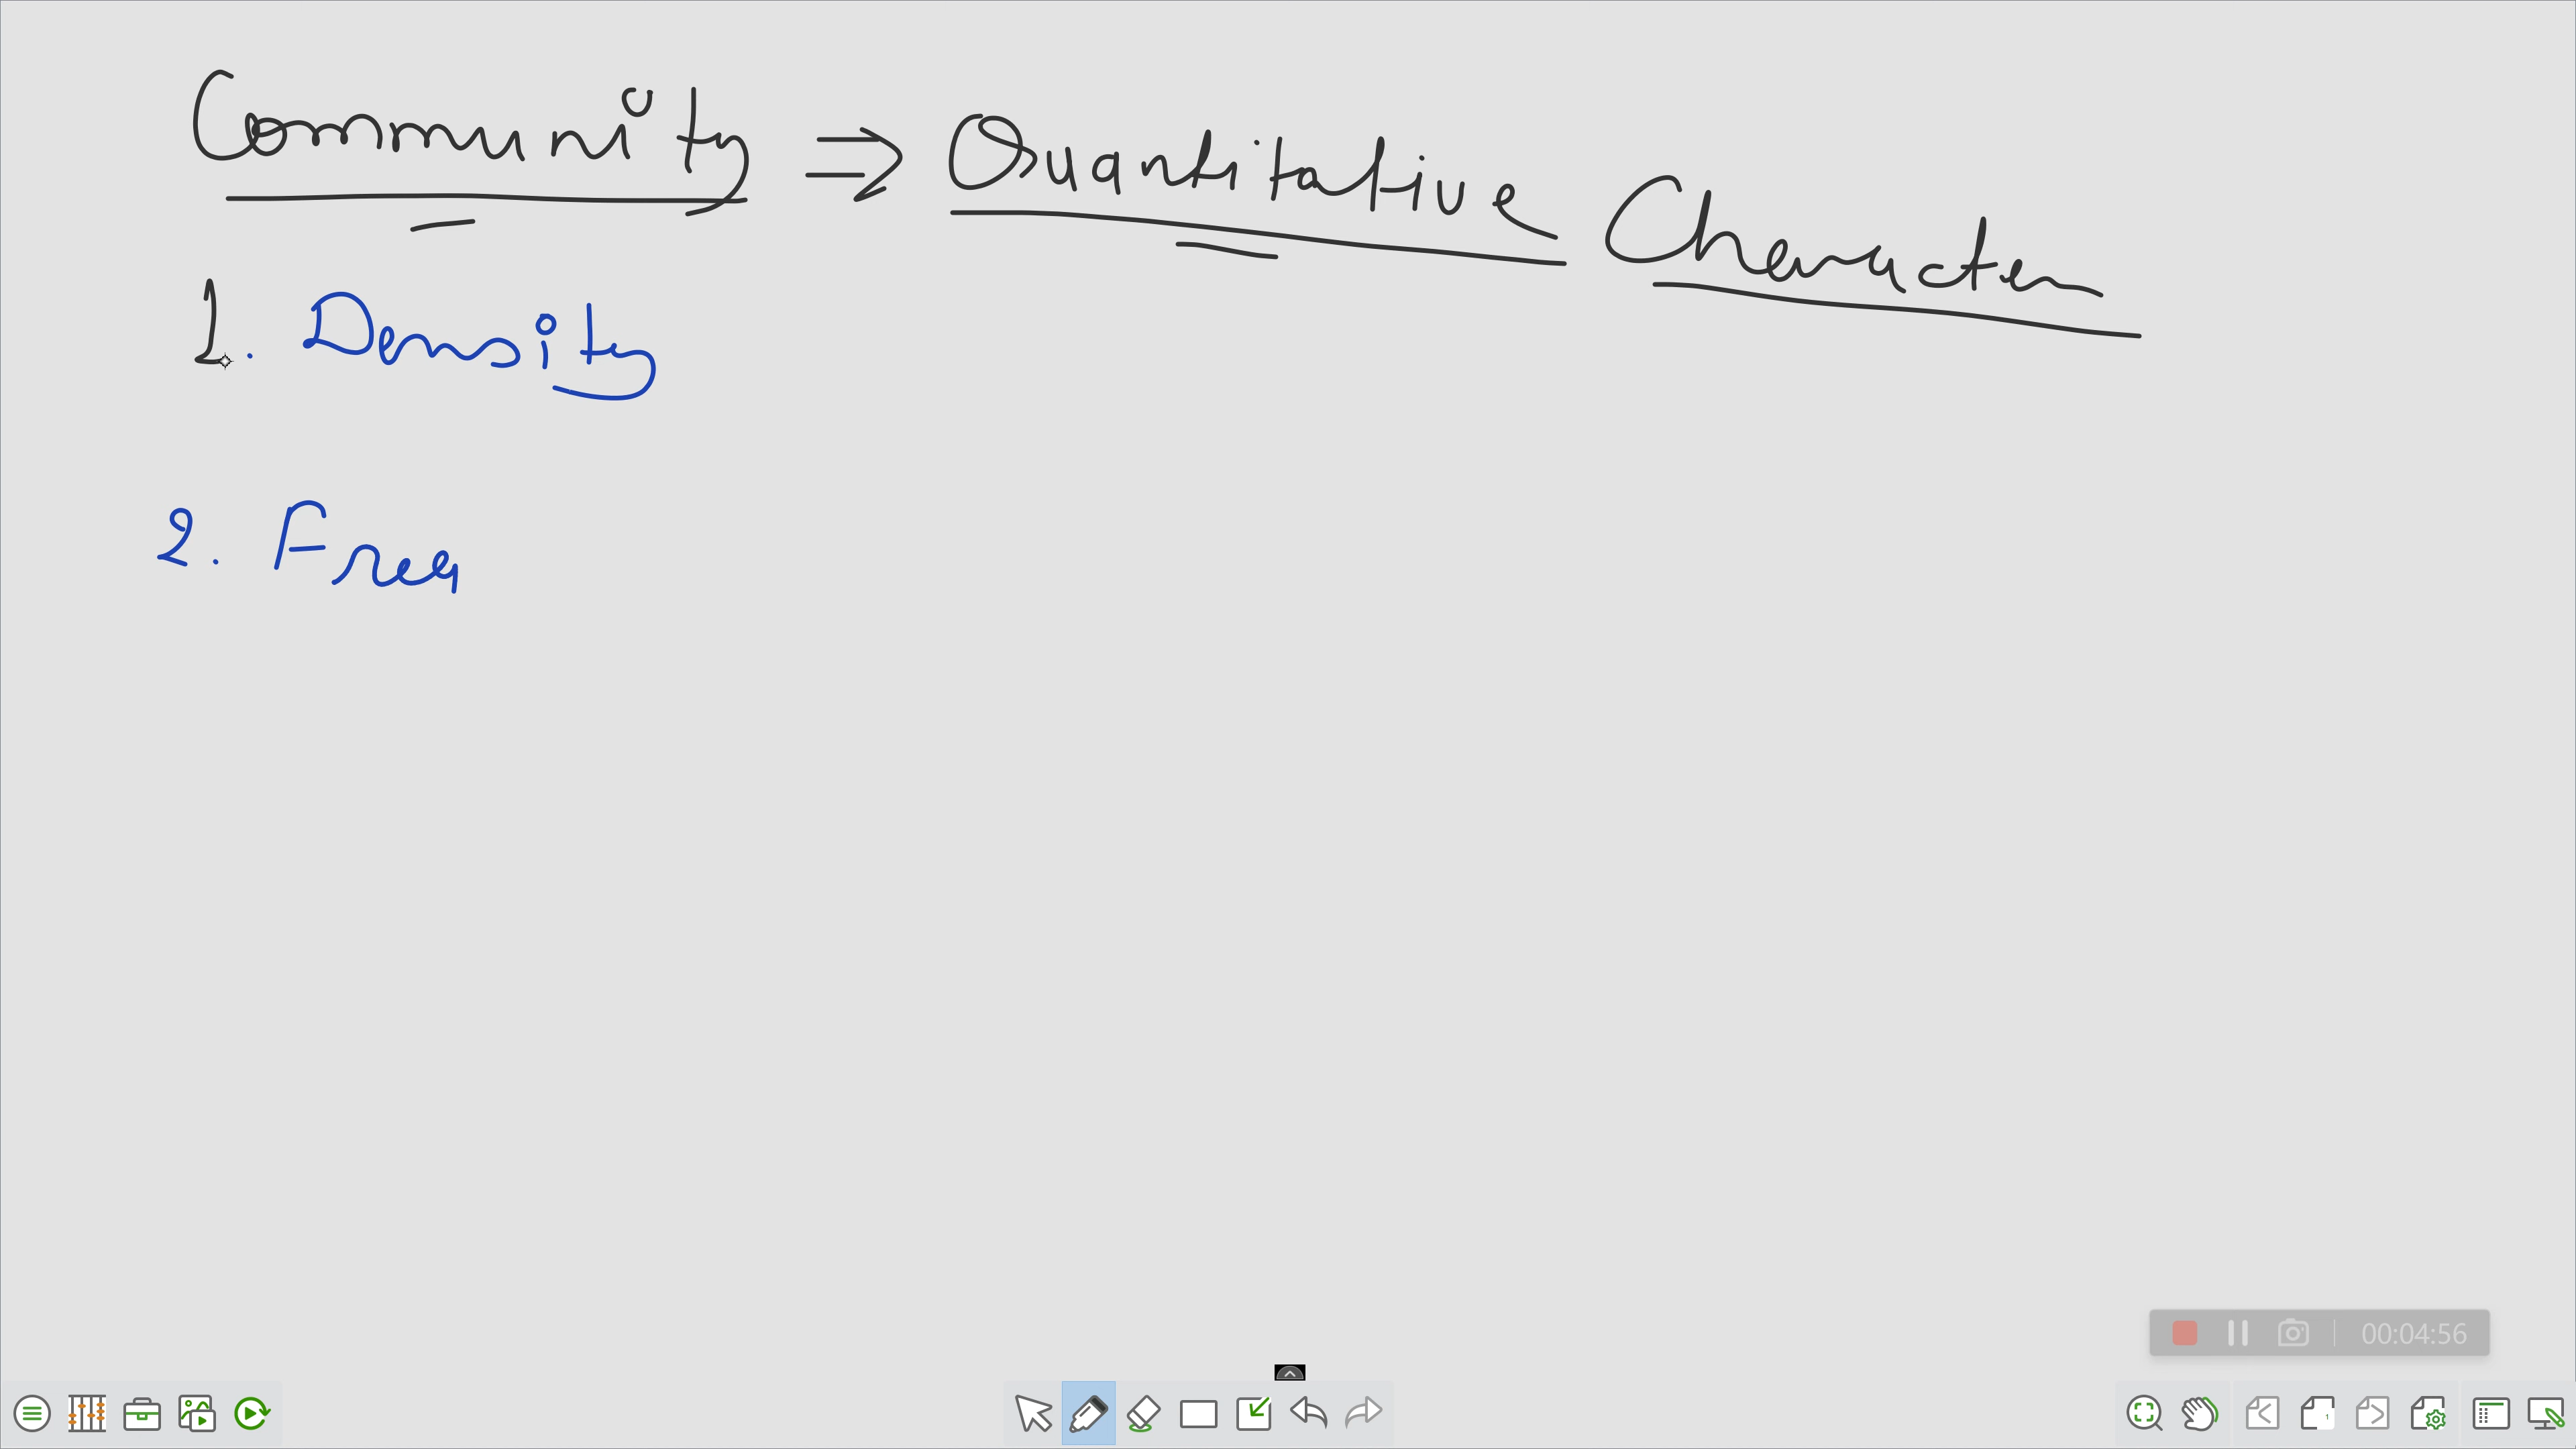 Community ⇒ Quantitative Character
1. Density
2. Freq
00:04:56